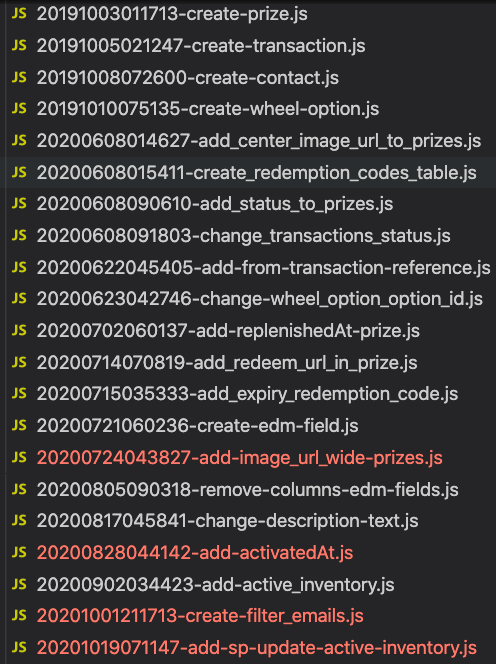 JS 20191003011713-create-prize.js
JS 20191005021247-create-transaction.js
JS 20191008072600-create-contact.js
JS 20191010075135-create-wheel-option.js
JS 20200608014627-add_center_image_url_to_prizes.js
JS 20200608015411-create_redemption_codes_table.js
JS 20200608090610-add_status_to_prizes.js
JS 20200608091803-change_transactions_status.js
JS 20200622045405-add-from-transaction-reference.js
JS 20200623042746-change-wheel_option_option_id.js
JS 20200702060137-add-replenishedAt-prize.js
JS 20200714070819-add_redeem_url_in_prize.js
JS 20200715035333-add_expiry_redemption_code.js
JS 20200721060236-create-edm-field.js
JS 20200724043827-add-image_url_wide-prizes.js
JS 20200805090318-remove-columns-edm-fields.js
JS 20200817045841-change-description-text.js
JS 20200828044142-add-activatedAt.js
JS 20200902034423-add-active_inventory.js
JS 20201001211713-create-filter_emails.js
JS 20201019071147-add-sp-update-active-inventory.js